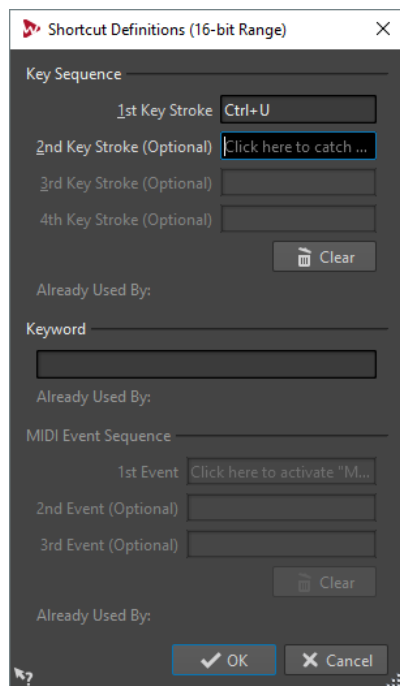 Shortcut Definitions (16-bit Range)
Key Sequence
1st Key Stroke Ctrl+U
2nd Key Stroke (Optional) Click here to catch ...
3rd Key Stroke (Optional)
4th Key Stroke (Optional)
Clear
Already Used By:
Keyword
Already Used By:
MIDI Event Sequence
1st Event Click here to activate "M...
2nd Event (Optional)
3rd Event (Optional)
Clear
Already Used By:
OK Cancel